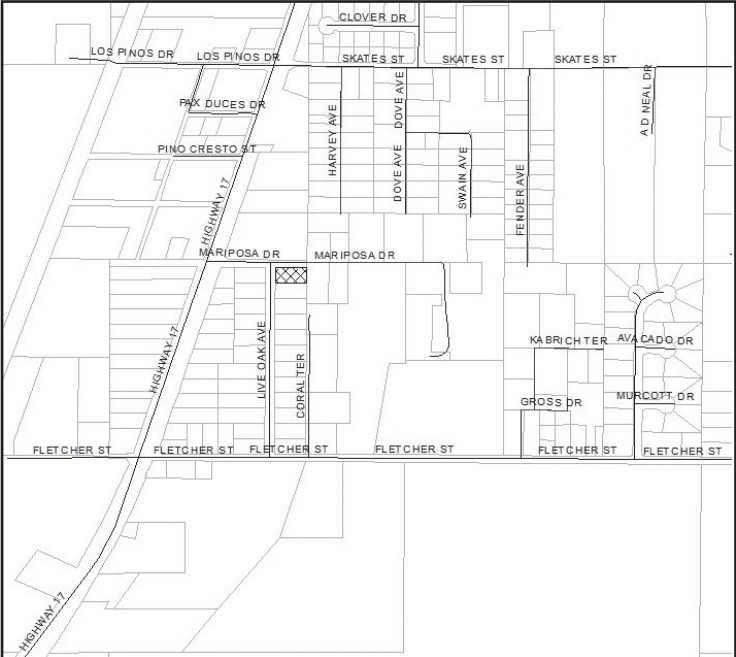 CLOVER DR
LOS PINOS DR
LOS PINOS DR
SKATES ST
SKATES ST
SKATES ST
PAX DUCES DR
HARVEY AVE
DOVE AVE
DOVE AVE
SWAIN AVE
FENDER AVE
A D NEAL DR
PINO CRESTO ST
HIGHWAY 17
MARIPOSA DR
MARIPOSA DR
HIGHWAY 17
LIVE OAK AVE
CORAL TER
KABRICHTER
AVACADO DR
GROSS DR
MURCOTT DR
FLETCHER ST
FLETCHER ST
FLETCHER ST
FLETCHER ST
FLETCHER ST
FLETCHER ST
HIGHWAY 17